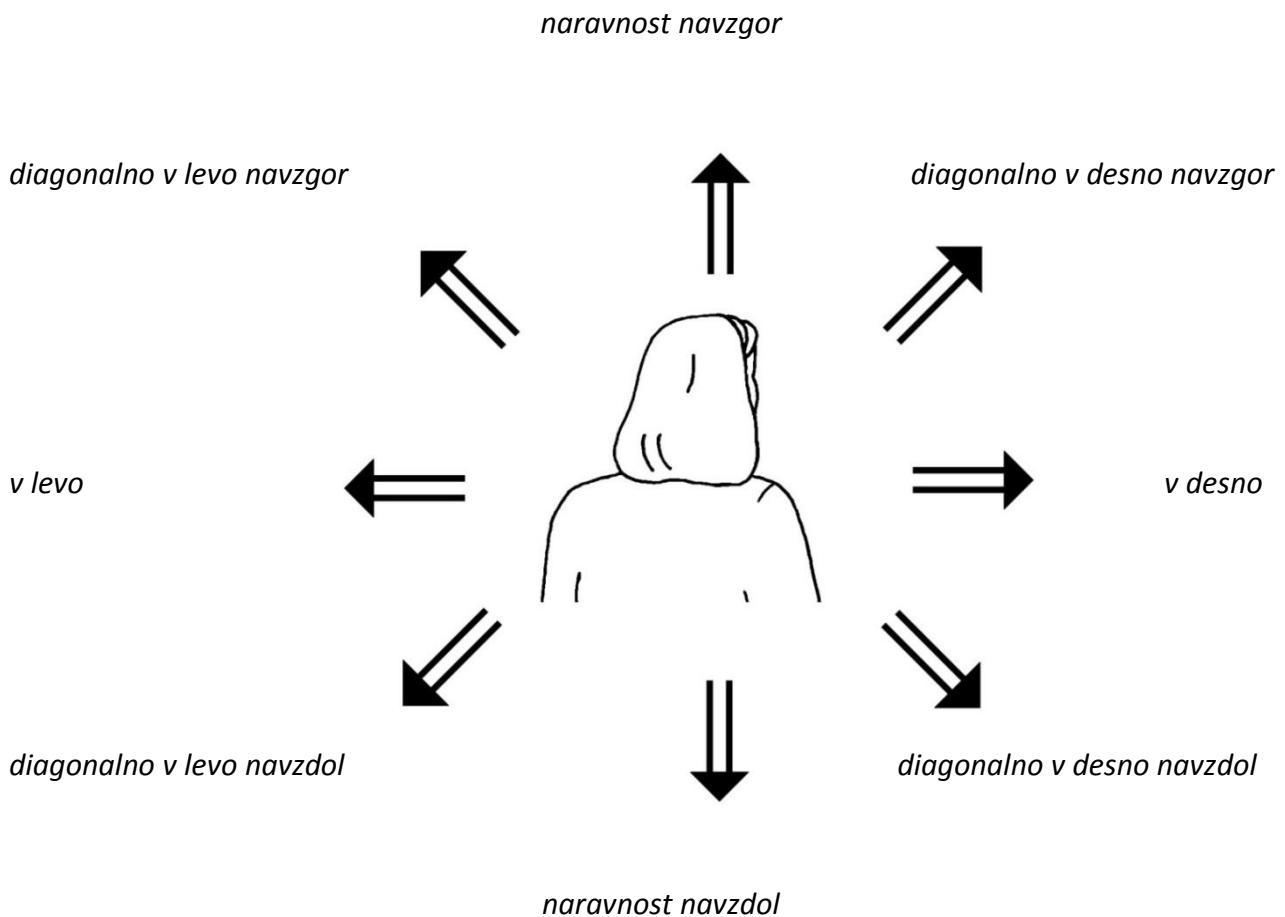 naravnost navzgor
diagonalno v levo navzgor
diagonalno v desno navzgor
v levo
v desno
diagonalno v levo navzdol
diagonalno v desno navzdol
naravnost navzdol